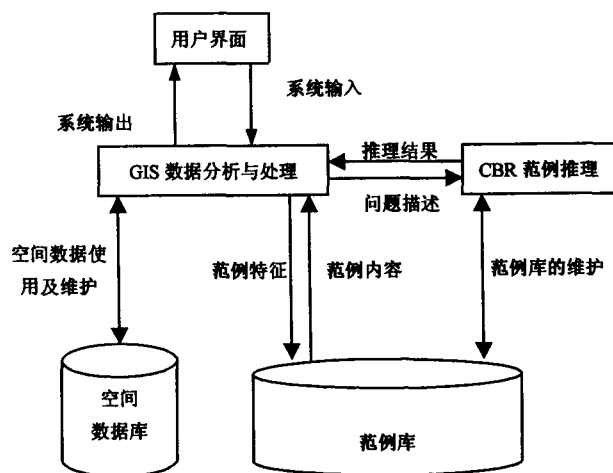 用户界面
系统输入
系统输出
推理结果
GIS 数据分析与处理
CBR 范例推理
问题描述
空间数据使
用及维护
范例特征
范例内容
范例库的维护
空间
数据库
范例库